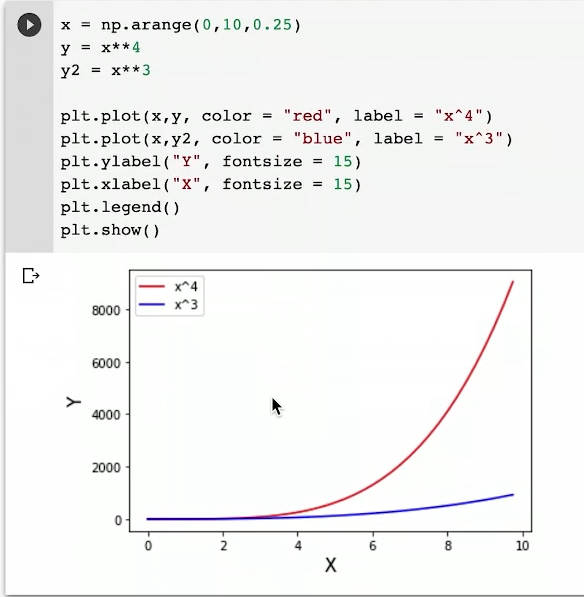 x = np.arange(0,10,0.25)
y = x**4
y2 = x**3
plt.plot(x,y, color = "red", label = "x^4")
plt.plot(x,y2, color = "blue", label = "x^3")
plt.ylabel("Y", fontsize = 15)
plt.xlabel("X", fontsize = 15)
plt.legend()
plt.show()
x^4
x^3
8000
6000
4000
2000
0
Y
0 2 4 6 8 10
X